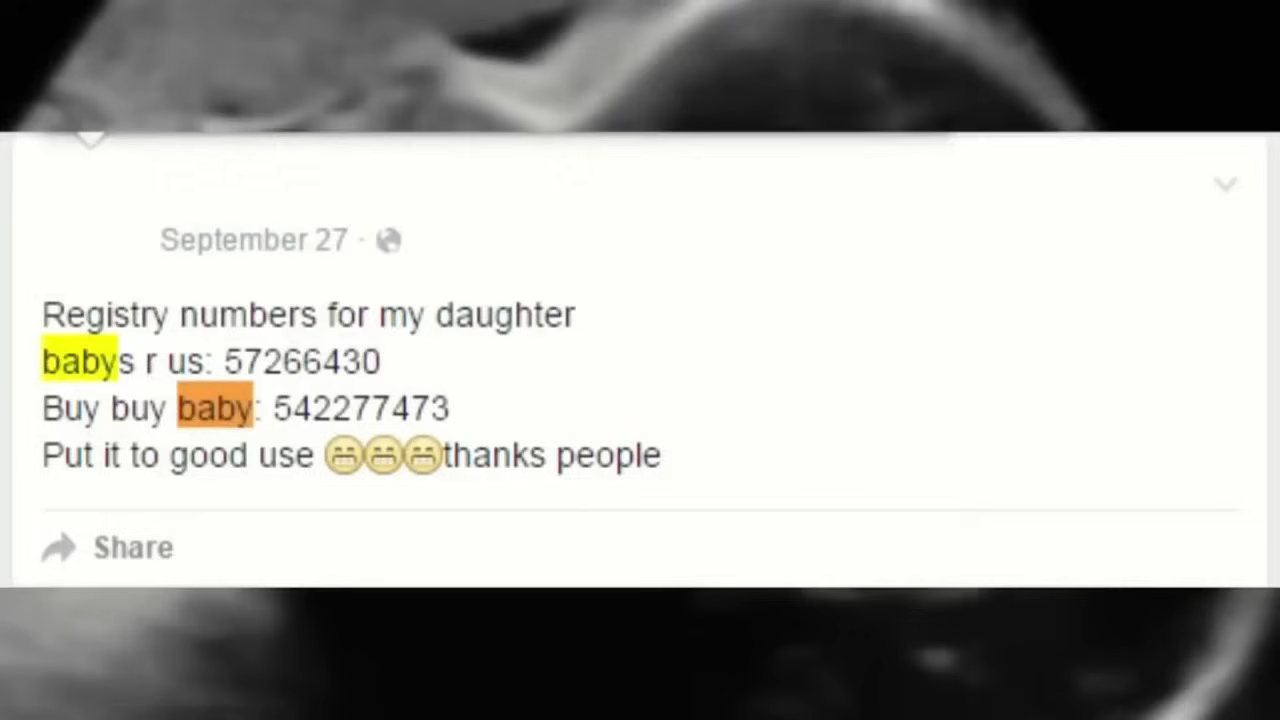 September 27 ·
Registry numbers for my daughter
babys r us: 57266430
Buy buy baby: 542277473
Put it to good use 😁😁😁thanks people
Share